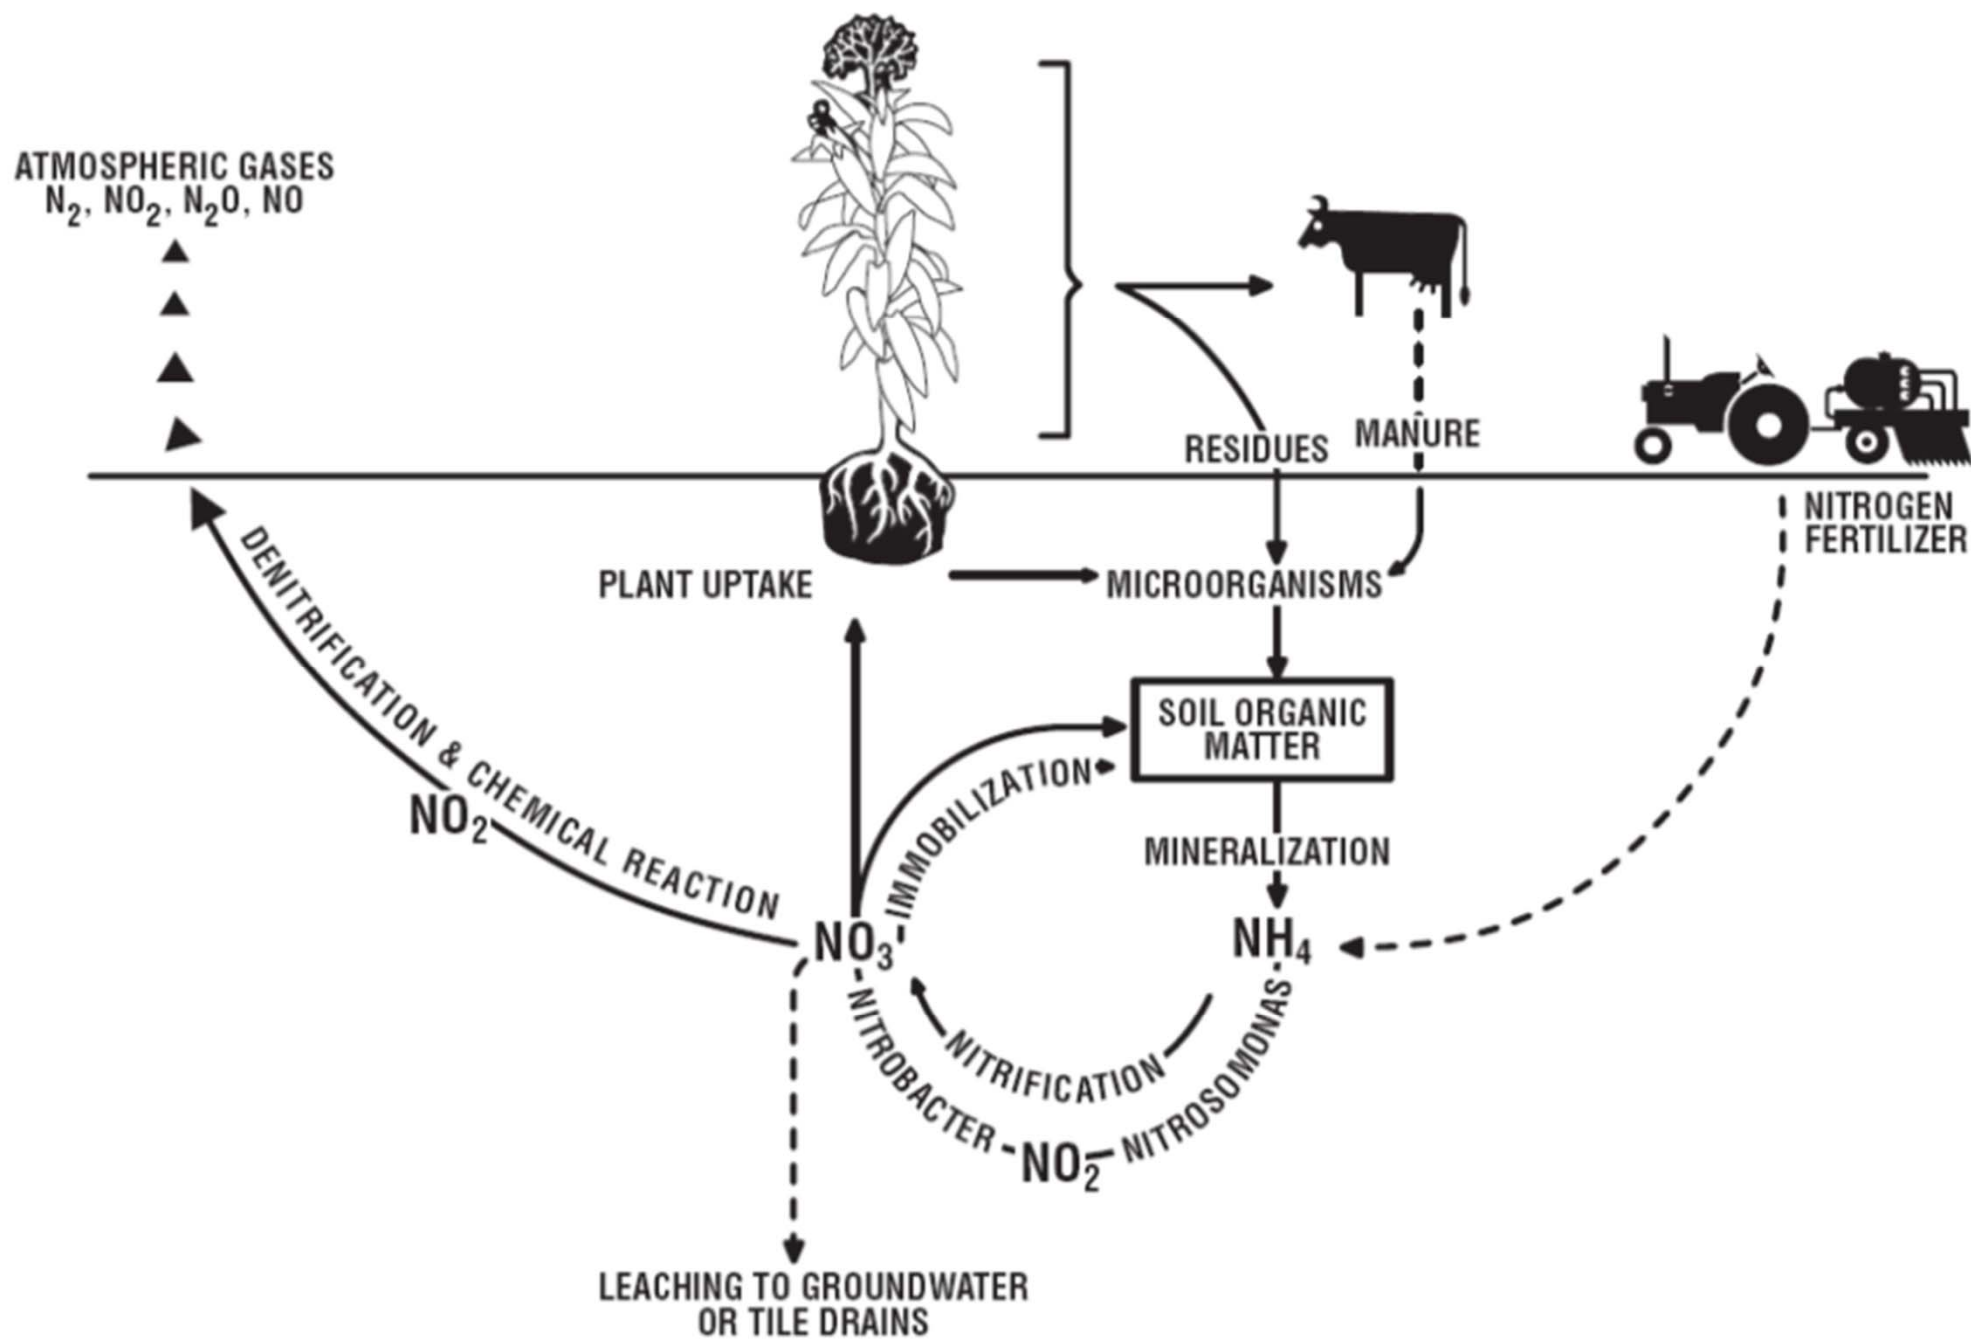 ATMOSPHERIC GASES
N₂, NO₂, N₂O, NO
RESIDUES
MANURE
NITROGEN
FERTILIZER
PLANT UPTAKE
MICROORGANISMS
DENITRIFICATION & CHEMICAL REACTION
NO₂
SOIL ORGANIC
MATTER
IMMOBILIZATION
MINERALIZATION
NO₃
NH₄
NITRIFICATION
NITROBACTER
NO₂
NITROSOMONAS
LEACHING TO GROUNDWATER
OR TILE DRAINS